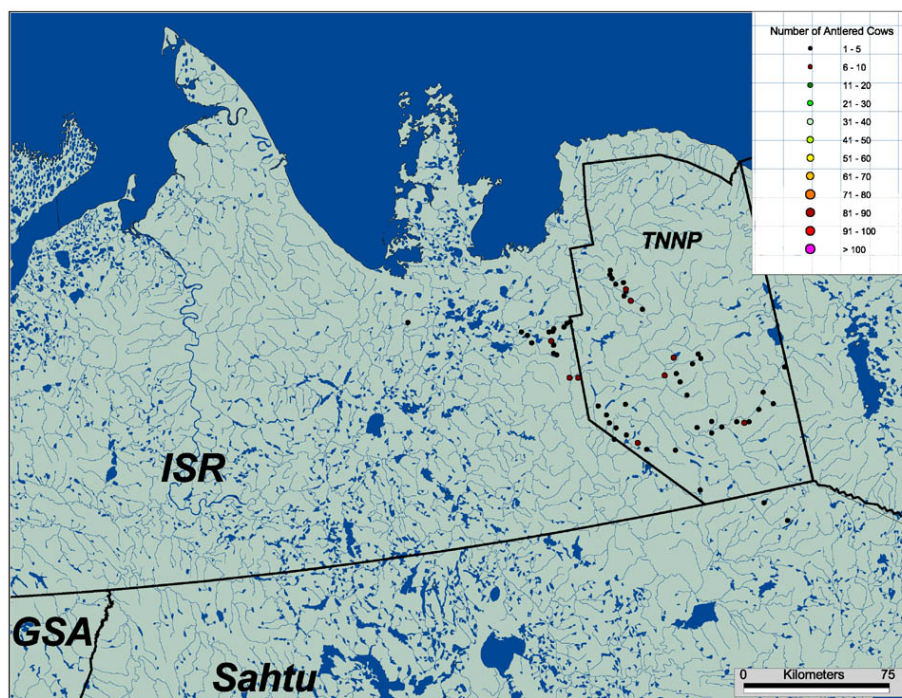 Number of Antlered Cows
1 - 5
6 - 10
11 - 20
21 - 30
31 - 40
41 - 50
51 - 60
61 - 70
71 - 80
81 - 90
91 - 100
> 100
TNNP
ISR
GSA
Sahtu
0 Kilometers 75